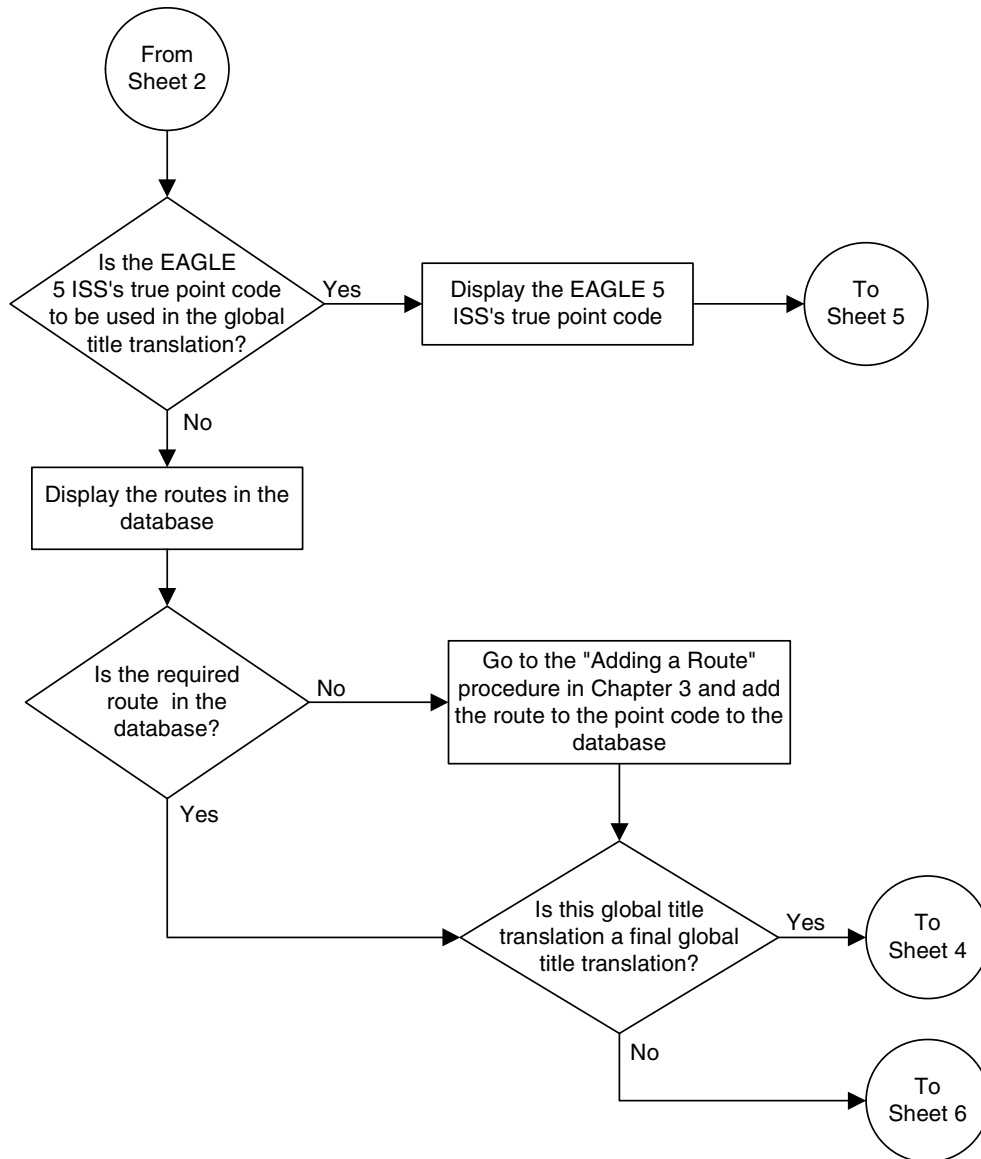 From
Sheet 2
Is the EAGLE
5 ISS's true point code
to be used in the global
title translation?
Yes
Display the EAGLE 5
ISS's true point code
To
Sheet 5
No
Display the routes in the
database
Is the required
route in the
database?
No
Go to the "Adding a Route"
procedure in Chapter 3 and add
the route to the point code to the
database
Yes
Is this global title
translation a final global
title translation?
Yes
To
Sheet 4
No
To
Sheet 6